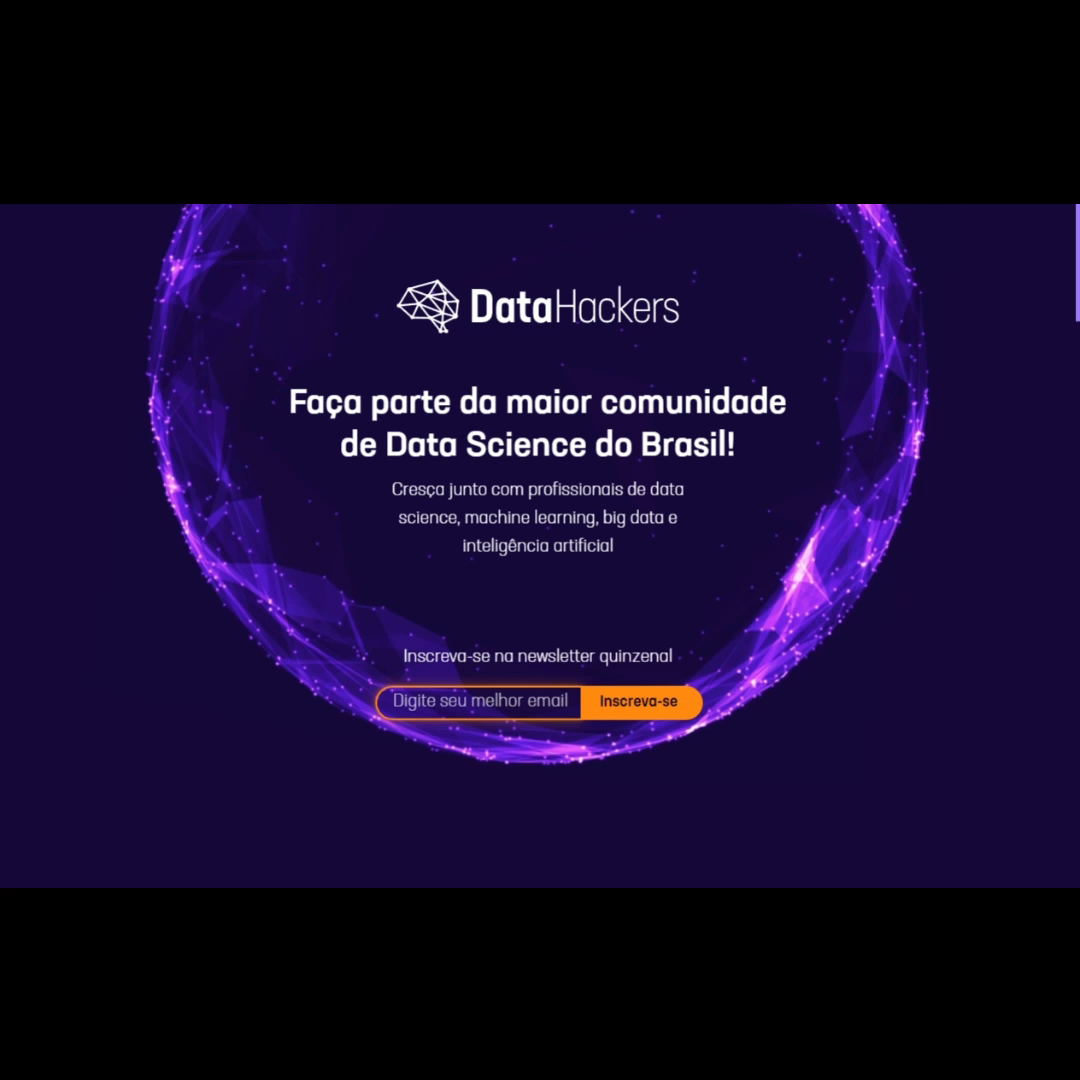 DataHackers
Faça parte da maior comunidade
de Data Science do Brasil!
Cresça junto com profissionais de data
science, machine learning, big data e
inteligência artificial
Inscreva-se na newsletter quinzenal
Digite seu melhor email Inscreva-se